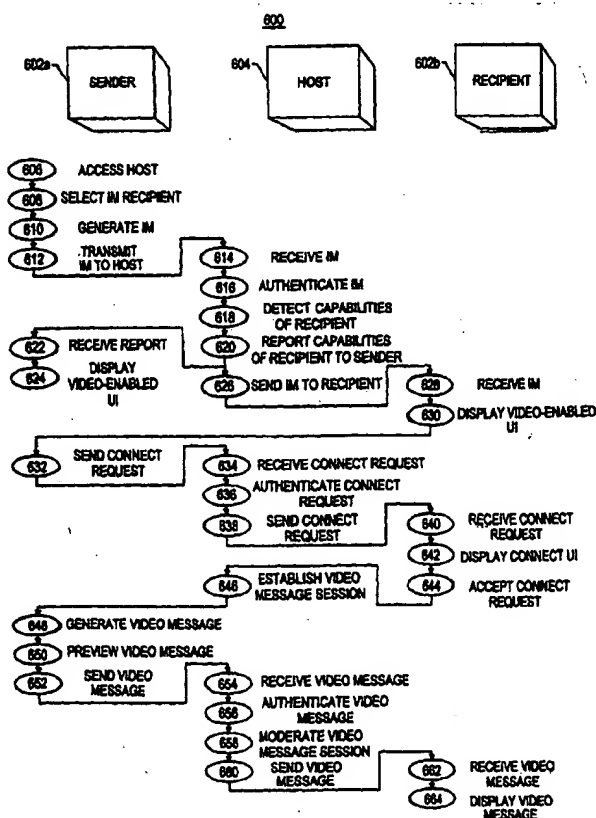 600
602a
SENDER
604
HOST
602b
RECIPIENT
606 ACCESS HOST
608 SELECT IM RECIPIENT
610 GENERATE IM
612 TRANSMIT
IM TO HOST
614 RECEIVE IM
616 AUTHENTICATE IM
618 DETECT CAPABILITIES
OF RECIPIENT
620 REPORT CAPABILITIES
OF RECIPIENT TO SENDER
622 RECEIVE REPORT
624 DISPLAY
VIDEO-ENABLED
UI
626 SEND IM TO RECIPIENT
628 RECEIVE IM
630 DISPLAY VIDEO-ENABLED
UI
632 SEND CONNECT
REQUEST
634 RECEIVE CONNECT REQUEST
636 AUTHENTICATE CONNECT
REQUEST
638 SEND CONNECT
REQUEST
640 RECEIVE CONNECT
REQUEST
642 DISPLAY CONNECT UI
644 ACCEPT CONNECT
REQUEST
646 ESTABLISH VIDEO
MESSAGE SESSION
648 GENERATE VIDEO MESSAGE
650 PREVIEW VIDEO MESSAGE
652 SEND VIDEO
MESSAGE
654 RECEIVE VIDEO MESSAGE
656 AUTHENTICATE VIDEO
MESSAGE
658 MODERATE VIDEO
MESSAGE SESSION
660 SEND VIDEO
MESSAGE
662 RECEIVE VIDEO
MESSAGE
664 DISPLAY VIDEO
MESSAGE